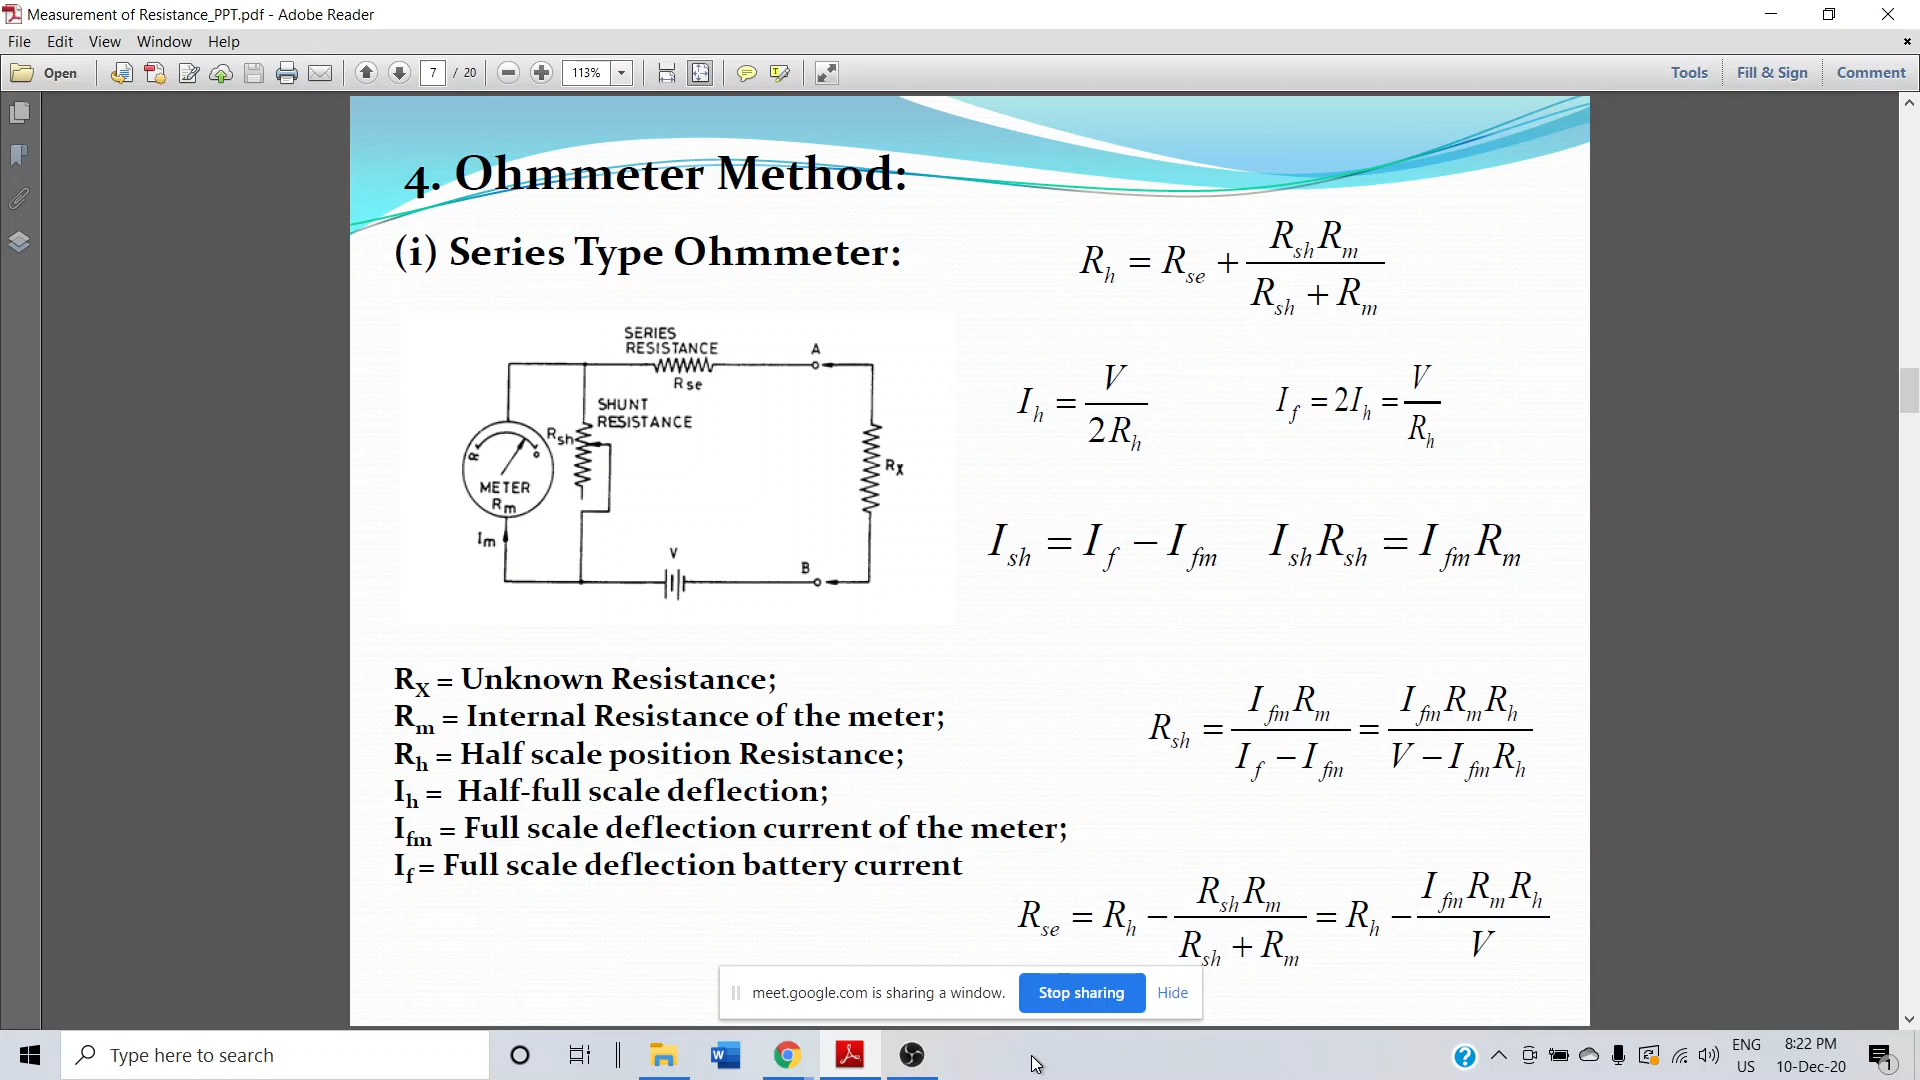 Measurement of Resistance_PPT.pdf - Adobe Reader
File Edit View Window Help
Open 7 / 20 113% Tools Fill & Sign Comment
4. Ohmmeter Method:
(i) Series Type Ohmmeter:
R_h = R_se + (R_sh R_m) / (R_sh + R_m)
SERIES
RESISTANCE
Rse
A
SHUNT
RESISTANCE
Rsh
METER
Rm
Im
V
B
RX
I_h = V / (2 R_h)
I_f = 2I_h = V / R_h
I_sh = I_f − I_fm
I_sh R_sh = I_fm R_m
R_X = Unknown Resistance;
R_m = Internal Resistance of the meter;
R_h = Half scale position Resistance;
I_h = Half-full scale deflection;
I_fm = Full scale deflection current of the meter;
I_f = Full scale deflection battery current
R_sh = (I_fm R_m) / (I_f − I_fm) = (I_fm R_m R_h) / (V − I_fm R_h)
R_se = R_h − (R_sh R_m) / (R_sh + R_m) = R_h − (I_fm R_m R_h) / V
meet.google.com is sharing a window. Stop sharing Hide
Type here to search
ENG
US
8:22 PM
10-Dec-20
1